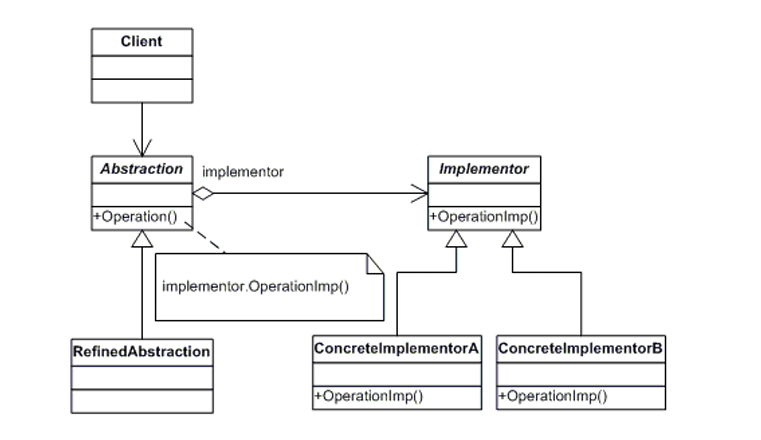 Client
Abstraction
implementor
Implementor
+Operation()
+OperationImp()
implementor.OperationImp()
RefinedAbstraction
ConcreteImplementorA
ConcreteImplementorB
+OperationImp()
+OperationImp()